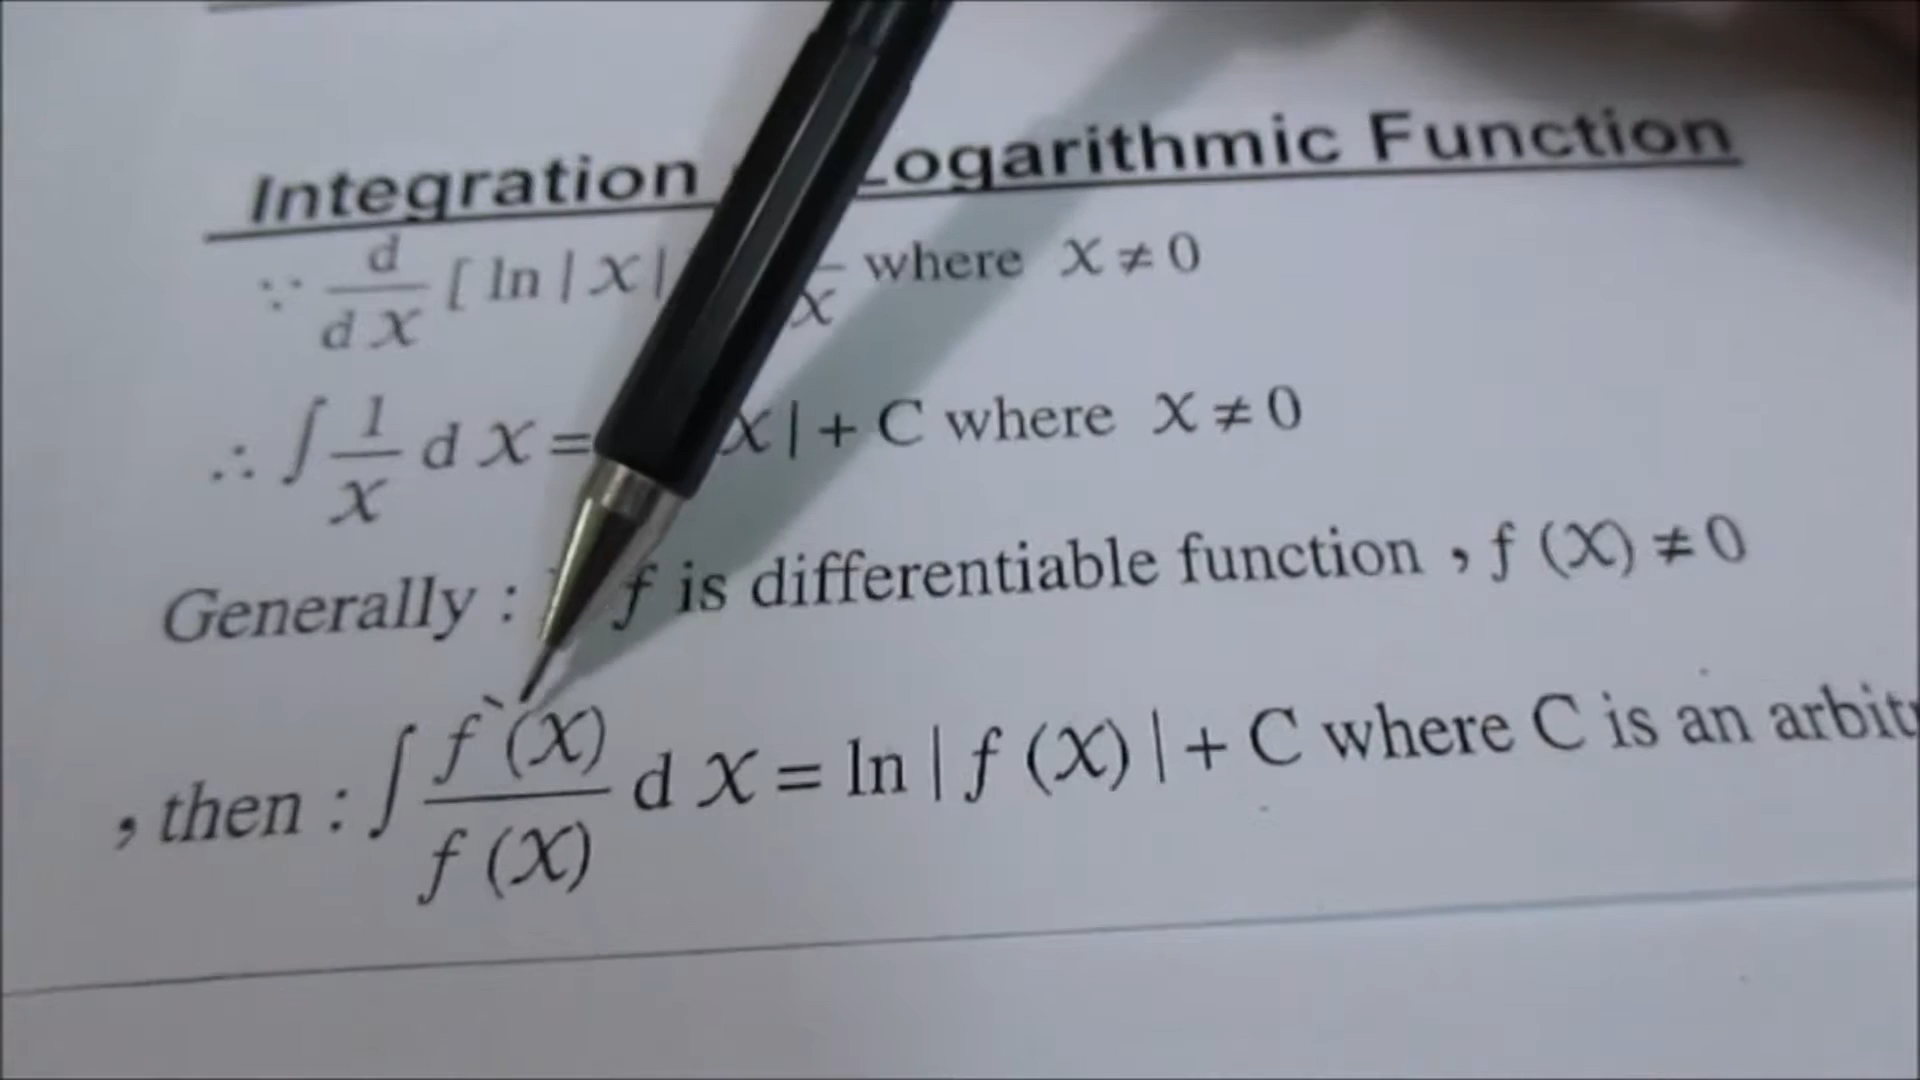 Integration Logarithmic Function
∵ d/dX [ ln | X | X where X ≠ 0
∴ ∫ 1/X d X = X | + C where X ≠ 0
Generally : f is differentiable function , f (X) ≠ 0
, then : ∫ f`(X)/f (X) d X = ln | f (X) | + C where C is an